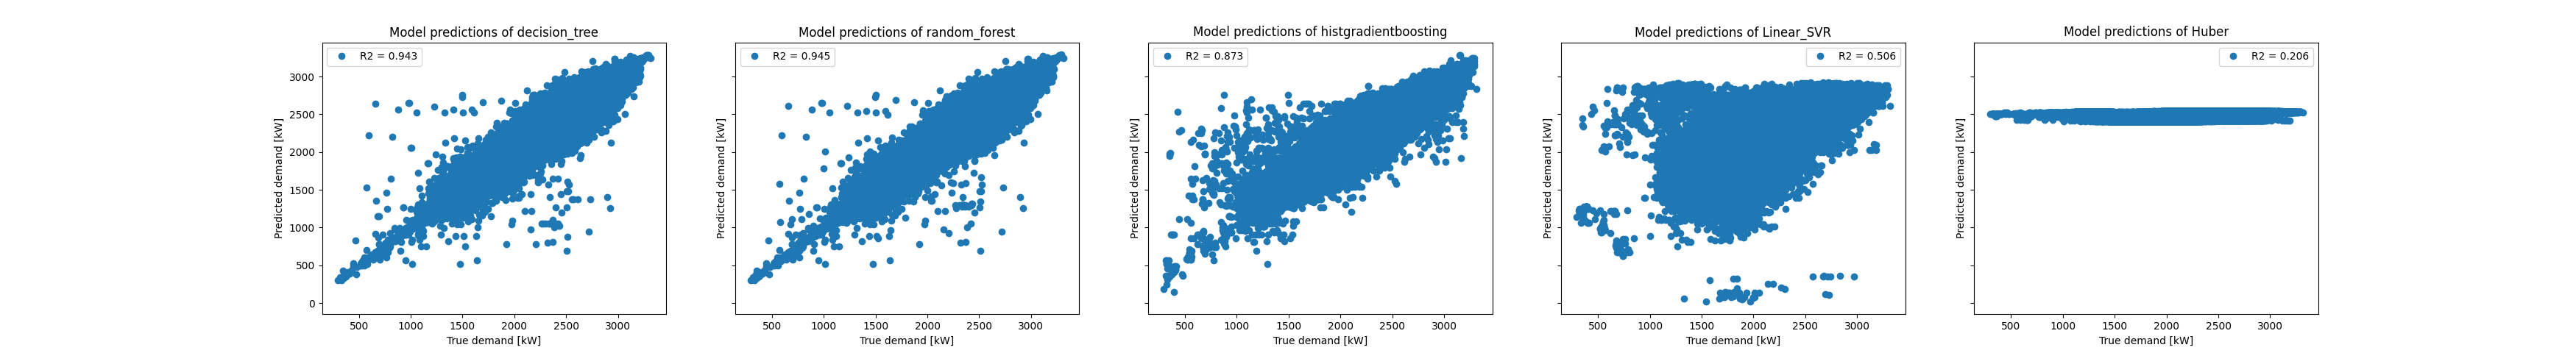 Model predictions of decision_tree
R2 = 0.943
3000
2500
2000
1500
1000
500
0
Predicted demand [kW]
500 1000 1500 2000 2500 3000
True demand [kW]
Model predictions of random_forest
R2 = 0.945
Predicted demand [kW]
500 1000 1500 2000 2500 3000
True demand [kW]
Model predictions of histgradientboosting
R2 = 0.873
Predicted demand [kW]
500 1000 1500 2000 2500 3000
True demand [kW]
Model predictions of Linear_SVR
R2 = 0.506
Predicted demand [kW]
500 1000 1500 2000 2500 3000
True demand [kW]
Model predictions of Huber
R2 = 0.206
Predicted demand [kW]
500 1000 1500 2000 2500 3000
True demand [kW]